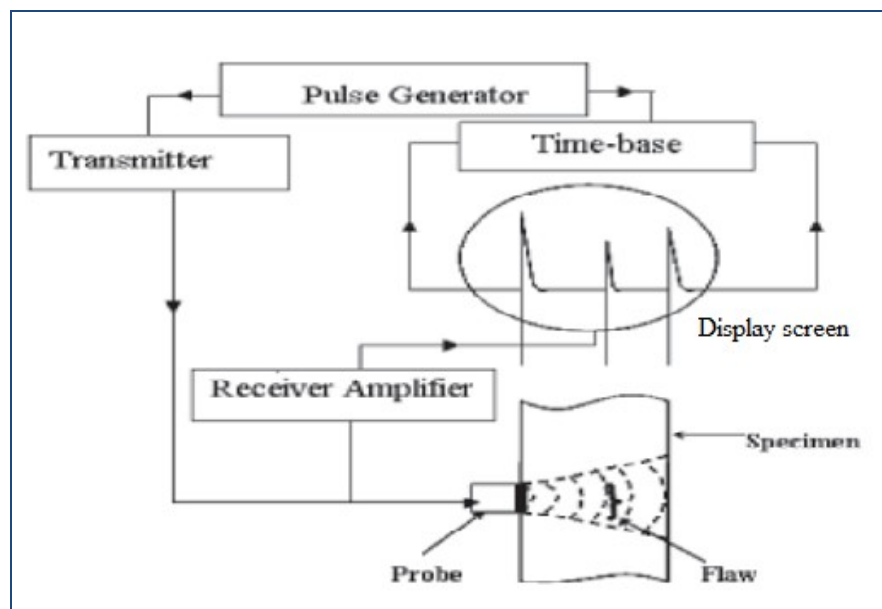 Pulse Generator
Transmitter
Time-base
Display screen
Receiver Amplifier
Specimen
Probe
Flaw